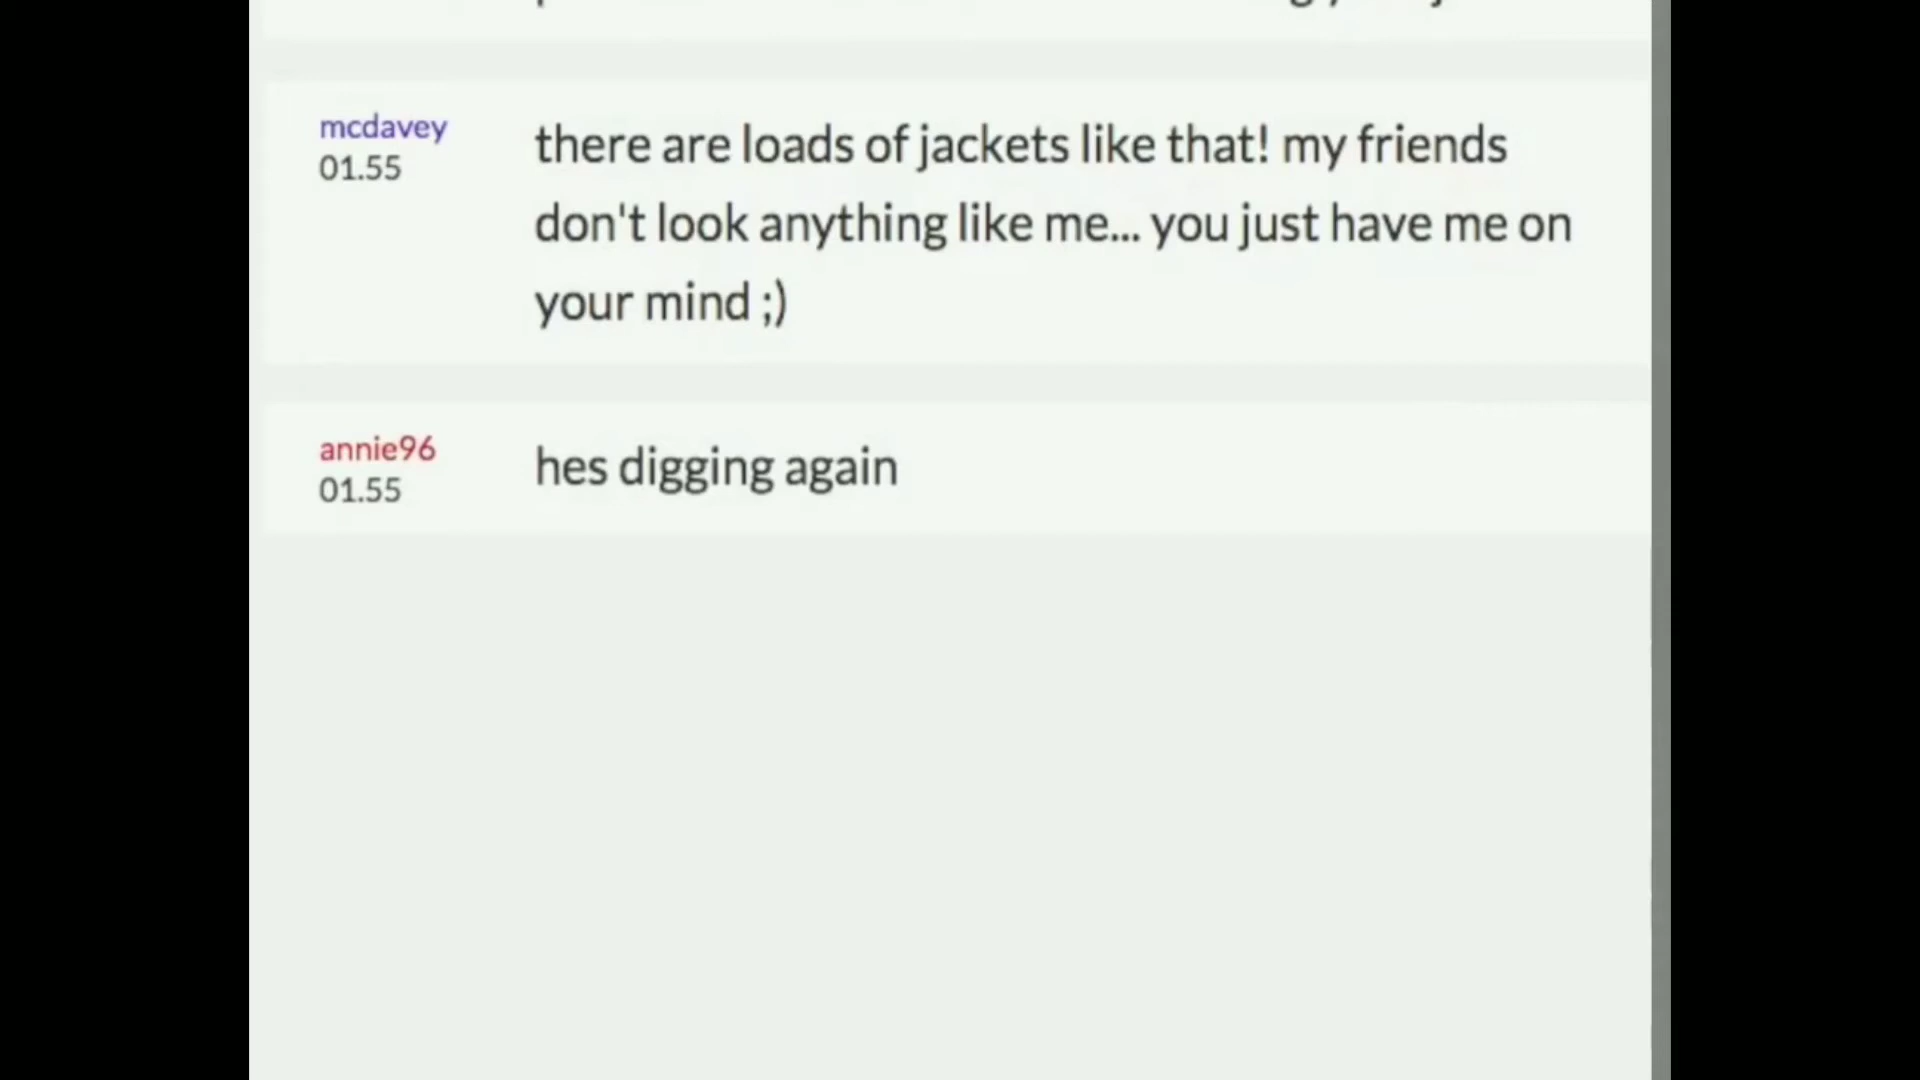 mcdavey
01.55
there are loads of jackets like that! my friends
don't look anything like me... you just have me on
your mind ;)
annie96
01.55
hes digging again